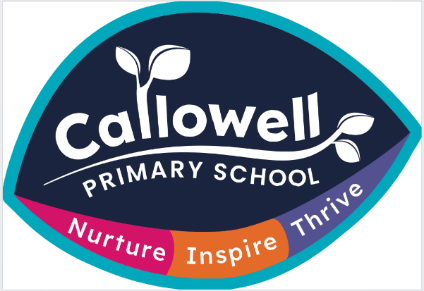 Callowell
PRIMARY SCHOOL
Nurture
Inspire
Thrive